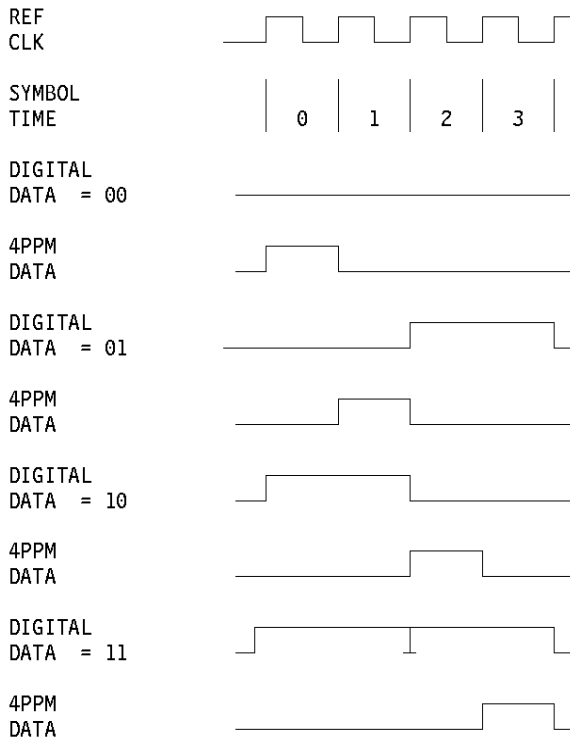 REF
CLK
SYMBOL
TIME 0 1 2 3
DIGITAL
DATA = 00
4PPM
DATA
DIGITAL
DATA = 01
4PPM
DATA
DIGITAL
DATA = 10
4PPM
DATA
DIGITAL
DATA = 11
4PPM
DATA